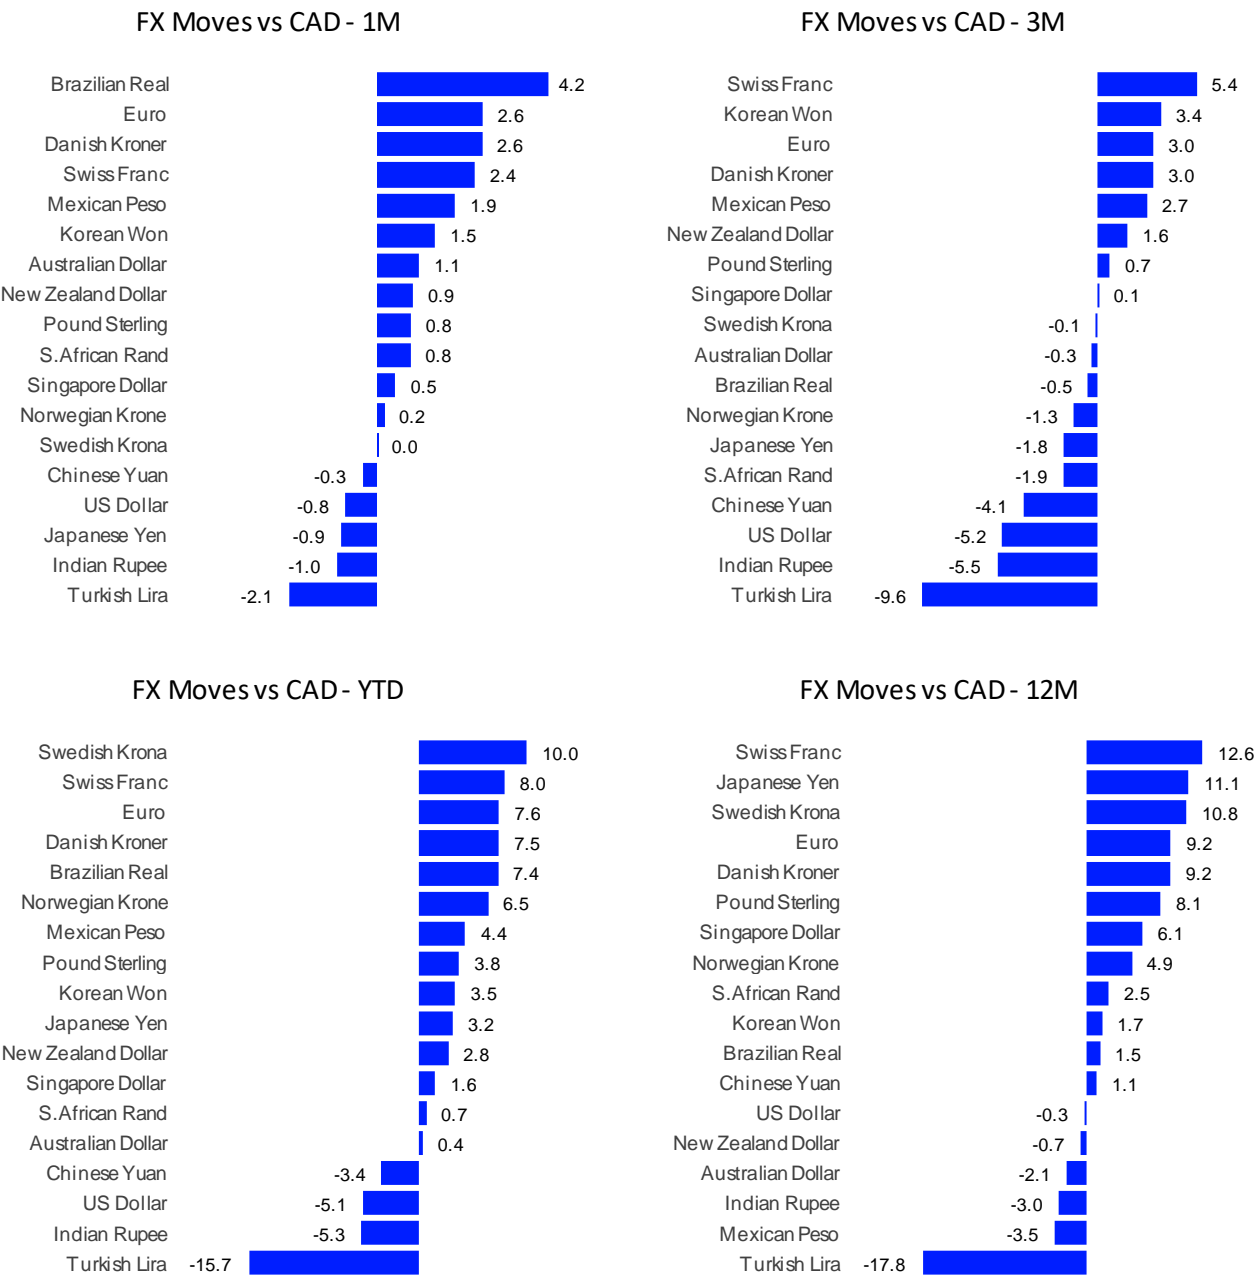 FX Moves vs CAD - 1M
Brazilian Real 4.2
Euro 2.6
Danish Kroner 2.6
Swiss Franc 2.4
Mexican Peso 1.9
Korean Won 1.5
Australian Dollar 1.1
New Zealand Dollar 0.9
Pound Sterling 0.8
S.African Rand 0.8
Singapore Dollar 0.5
Norwegian Krone 0.2
Swedish Krona 0.0
Chinese Yuan -0.3
US Dollar -0.8
Japanese Yen -0.9
Indian Rupee -1.0
Turkish Lira -2.1
FX Moves vs CAD - 3M
Swiss Franc 5.4
Korean Won 3.4
Euro 3.0
Danish Kroner 3.0
Mexican Peso 2.7
New Zealand Dollar 1.6
Pound Sterling 0.7
Singapore Dollar 0.1
Swedish Krona -0.1
Australian Dollar -0.3
Brazilian Real -0.5
Norwegian Krone -1.3
Japanese Yen -1.8
S.African Rand -1.9
Chinese Yuan -4.1
US Dollar -5.2
Indian Rupee -5.5
Turkish Lira -9.6
FX Moves vs CAD - YTD
Swedish Krona 10.0
Swiss Franc 8.0
Euro 7.6
Danish Kroner 7.5
Brazilian Real 7.4
Norwegian Krone 6.5
Mexican Peso 4.4
Pound Sterling 3.8
Korean Won 3.5
Japanese Yen 3.2
New Zealand Dollar 2.8
Singapore Dollar 1.6
S.African Rand 0.7
Australian Dollar 0.4
Chinese Yuan -3.4
US Dollar -5.1
Indian Rupee -5.3
Turkish Lira -15.7
FX Moves vs CAD - 12M
Swiss Franc 12.6
Japanese Yen 11.1
Swedish Krona 10.8
Euro 9.2
Danish Kroner 9.2
Pound Sterling 8.1
Singapore Dollar 6.1
Norwegian Krone 4.9
S.African Rand 2.5
Korean Won 1.7
Brazilian Real 1.5
Chinese Yuan 1.1
US Dollar -0.3
New Zealand Dollar -0.7
Australian Dollar -2.1
Indian Rupee -3.0
Mexican Peso -3.5
Turkish Lira -17.8